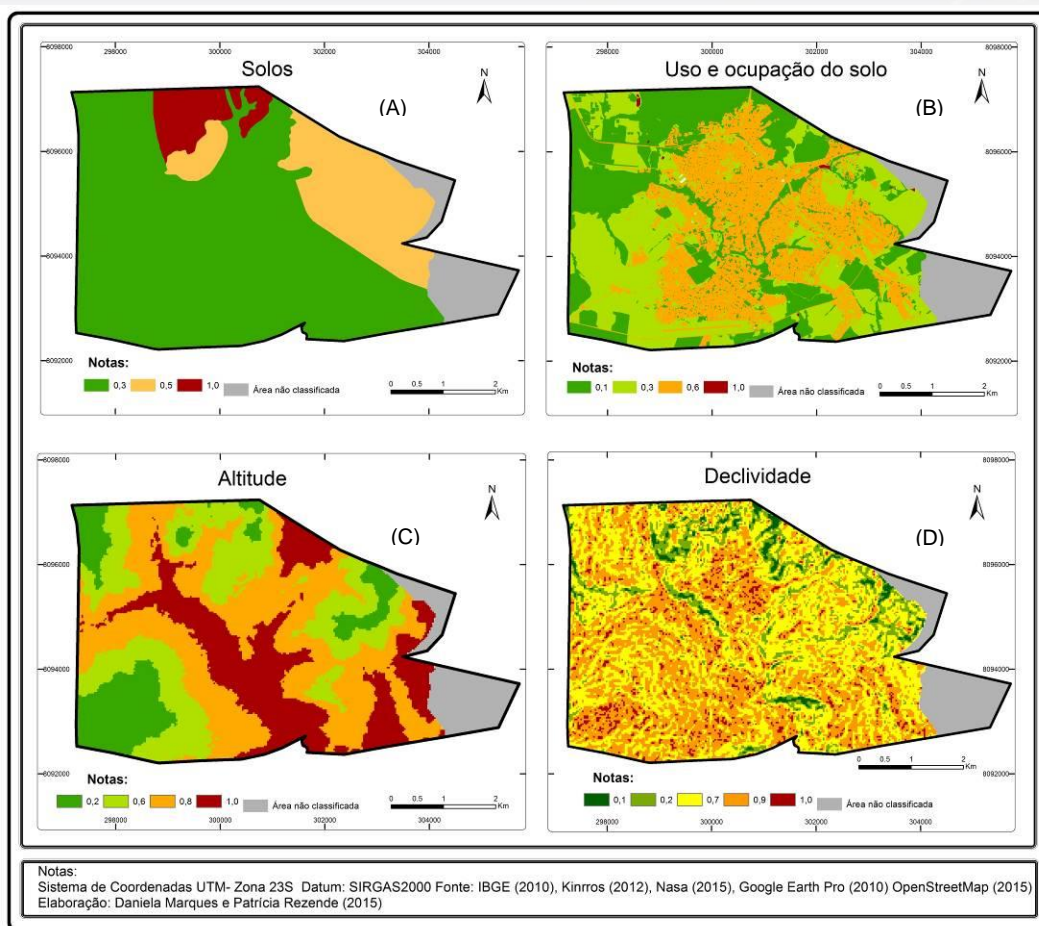 298000 300000 302000 304000
8098000
Solos
N
(A)
8096000
8094000
8092000
Notas:
0,3 0,5 1,0 Área não classificada
0 0,5 1 2
Km
298000 300000 302000 304000
8098000
Uso e ocupação do solo
N
(B)
8096000
8094000
8092000
Notas:
0,1 0,3 0,6 1,0 Área não classificada
0 0,5 1 2
Km
8098000
Altitude
N
(C)
8096000
8094000
8092000
Notas:
0,2 0,6 0,8 1,0 Área não classificada
0 0,5 1 2
Km
298000 300000 302000 304000
8098000
Declividade
N
(D)
8096000
8094000
8092000
0 0,5 1 2
Km
Notas:
0,1 0,2 0,7 0,9 1,0 Área não classificada
298000 300000 302000 304000
Notas:
Sistema de Coordenadas UTM- Zona 23S Datum: SIRGAS2000 Fonte: IBGE (2010), Kinrros (2012), Nasa (2015), Google Earth Pro (2010) OpenStreetMap (2015)
Elaboração: Daniela Marques e Patrícia Rezende (2015)